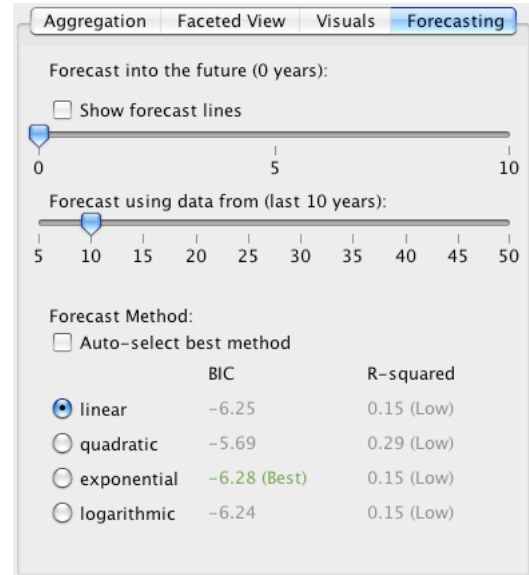 Aggregation Faceted View Visuals Forecasting
Forecast into the future (0 years):
Show forecast lines
0 5 10
Forecast using data from (last 10 years):
5 10 15 20 25 30 35 40 45 50
Forecast Method:
Auto-select best method
BIC R-squared
linear -6.25 0.15 (Low)
quadratic -5.69 0.29 (Low)
exponential -6.28 (Best) 0.15 (Low)
logarithmic -6.24 0.15 (Low)